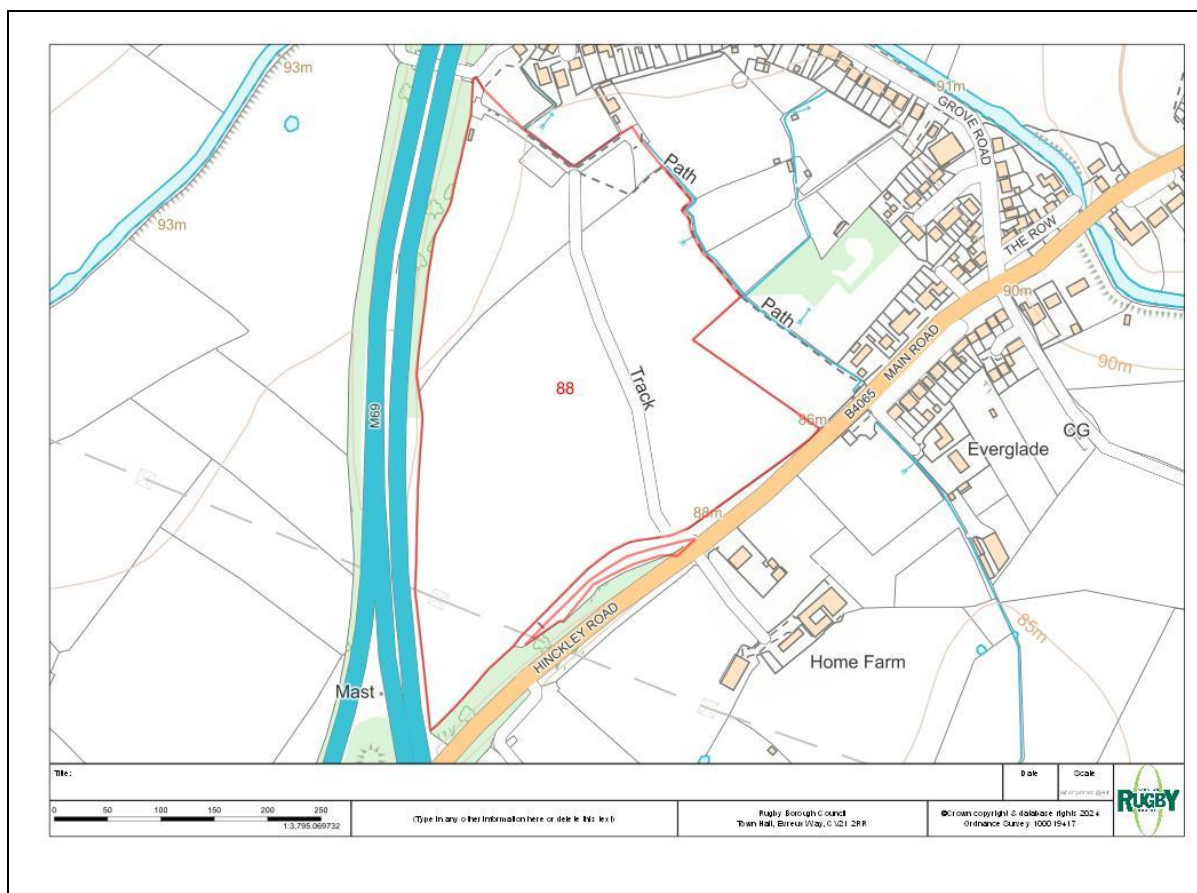 93m
91m
GROVE ROAD
Path
93m
THE ROW
90m
Path
MAIN ROAD
90m
88
Track
B4065
M69
86m
CG
Everglade
88m
HINCKLEY ROAD
85m
Home Farm
Mast
Title:
Date
Scale
0 50 100 150 200 250
1:3,795.069732
(Type in any other information here or delete this text)
Rugby Borough Council
Town Hall, Evreux Way, CV21 2RR
©Crown copyright & database rights 2024
Ordnance Survey 100019417
RUGBY